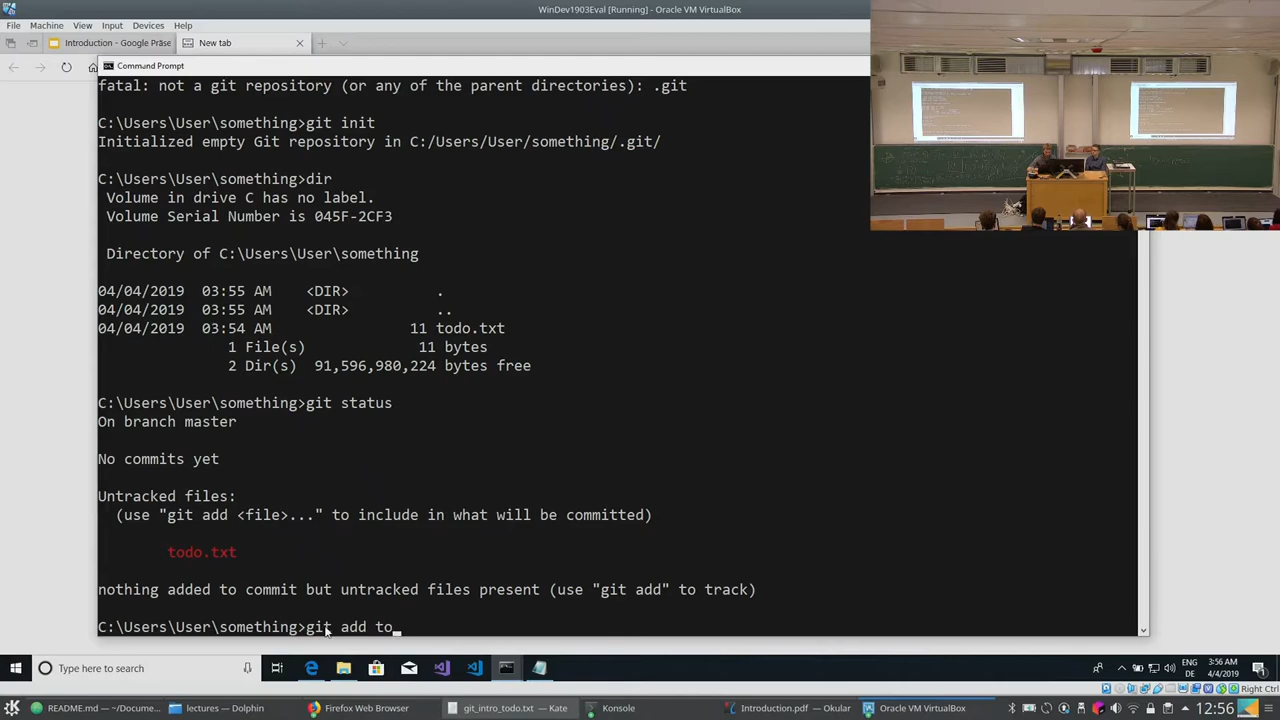 WinDev1903Eval [Running] - Oracle VM VirtualBox
File Machine View Input Devices Help
Introduction - Google Präse
New tab
Command Prompt
fatal: not a git repository (or any of the parent directories): .git
C:\Users\User\something>git init
Initialized empty Git repository in C:/Users/User/something/.git/
C:\Users\User\something>dir
Volume in drive C has no label.
Volume Serial Number is 045F-2CF3
Directory of C:\Users\User\something
04/04/2019 03:55 AM <DIR> .
04/04/2019 03:55 AM <DIR> ..
04/04/2019 03:54 AM 11 todo.txt
1 File(s) 11 bytes
2 Dir(s) 91,596,980,224 bytes free
C:\Users\User\something>git status
On branch master
No commits yet
Untracked files:
(use "git add <file>..." to include in what will be committed)
todo.txt
nothing added to commit but untracked files present (use "git add" to track)
C:\Users\User\something>git add to_
Type here to search
ENG 3:56 AM
DE 4/4/2019
Right Ctrl
README.md — ~/Docume...
lectures — Dolphin
Firefox Web Browser
git_intro_todo.txt — Kate
Konsole
Introduction.pdf — Okular
Oracle VM VirtualBox
12:56